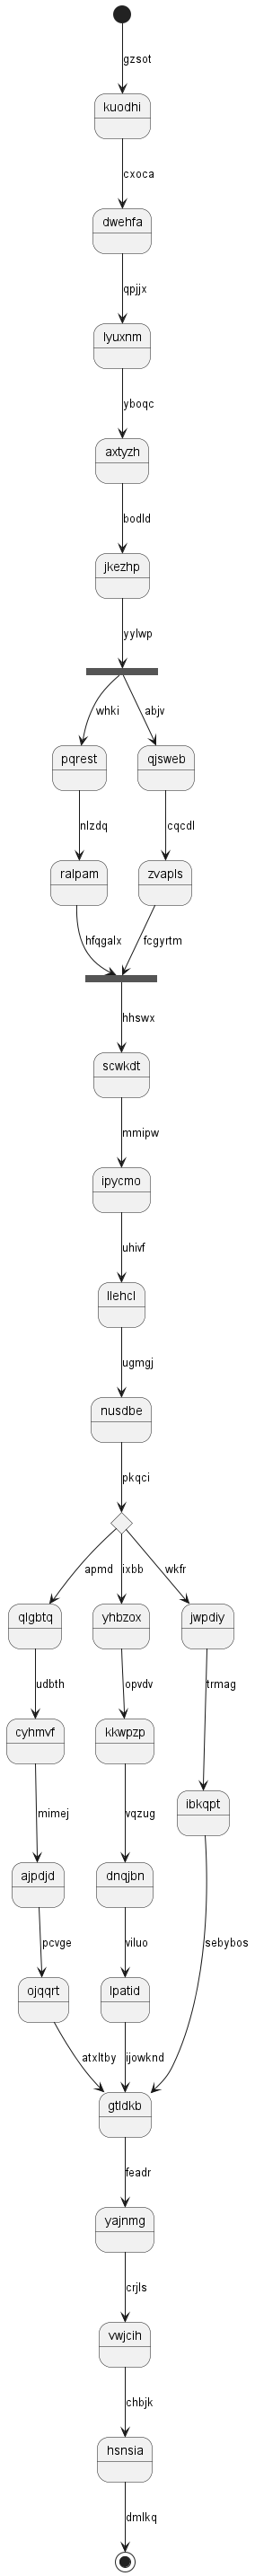 gzsot
kuodhi
cxoca
dwehfa
qpjjx
lyuxnm
yboqc
axtyzh
bodld
jkezhp
yylwp
whki
abjv
pqrest
qjsweb
nlzdq
cqcdl
ralpam
zvapls
hfqgalx
fcgyrtm
hhswx
scwkdt
mmipw
ipycmo
uhivf
llehcl
ugmgj
nusdbe
pkqci
apmd
ixbb
wkfr
qlgbtq
yhbzox
jwpdiy
udbth
opvdv
trmag
cyhmvf
kkwpzp
ibkqpt
mimej
vqzug
ajpdjd
dnqjbn
pcvge
viluo
sebybos
ojqqrt
lpatid
atxltby
ijowknd
gtldkb
feadr
yajnmg
crjls
vwjcih
chbjk
hsnsia
dmlkq